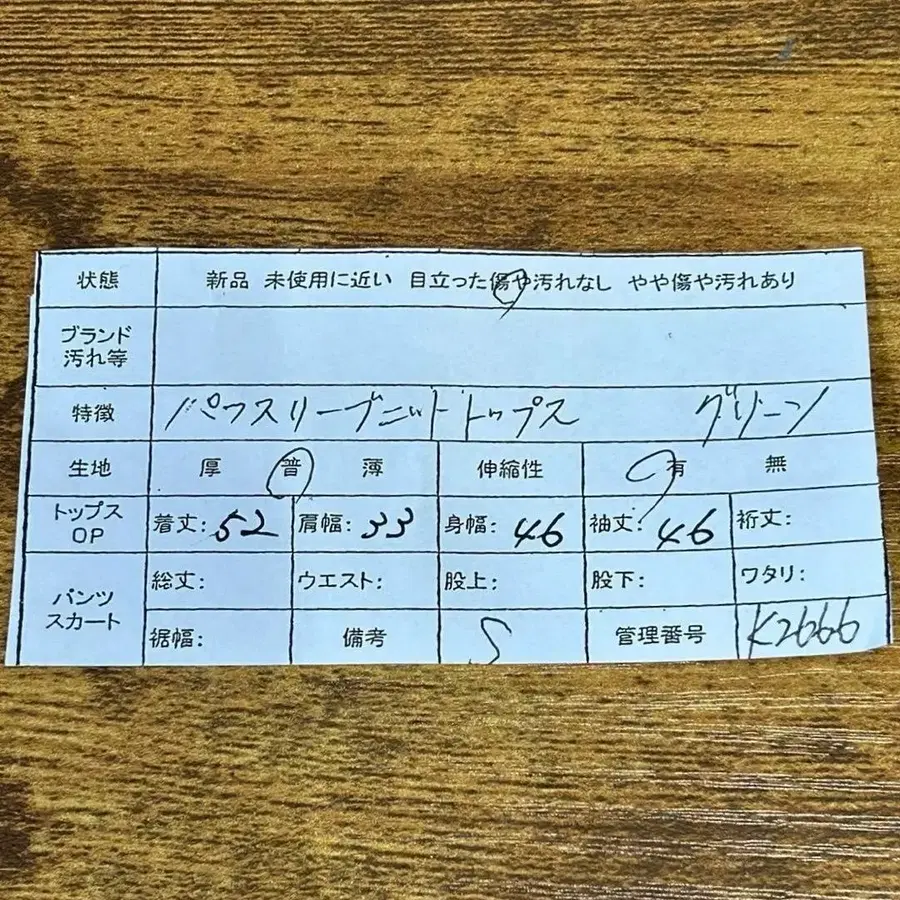 状態 新品 未使用に近い 目立った傷や汚れなし やや傷や汚れあり
ブランド
汚れ等
特徴 パフスリーブニットトップス グリーン
生地 厚 普 薄 伸縮性 有 無
トップス
OP
着丈: 52 肩幅: 33 身幅: 46 袖丈: 46 裄丈:
パンツ
スカート
総丈: ウエスト: 股上: 股下: ワタリ:
裾幅: 備考 S 管理番号 K2666